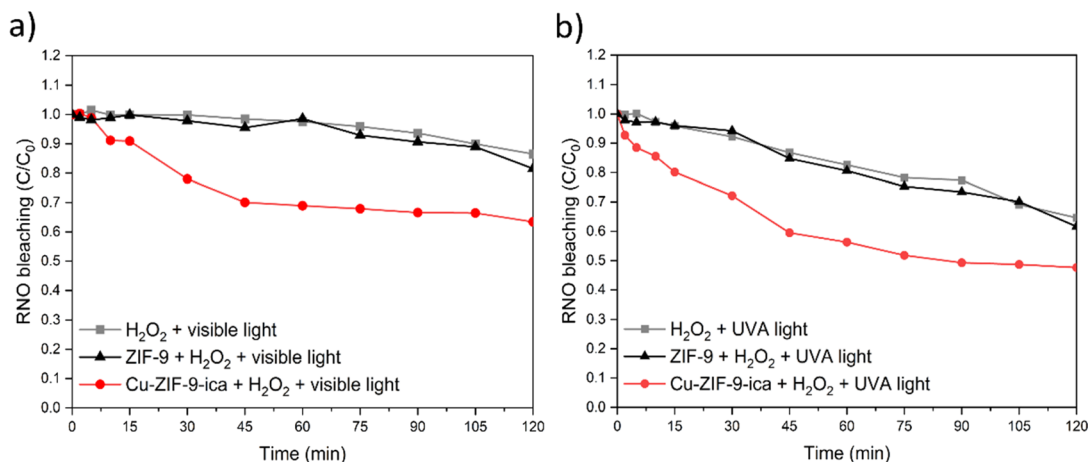 a)
RNO bleaching (C/C₀)
1.2
1.1
1.0
0.9
0.8
0.7
0.6
0.5
0.4
0.3
0.2
0.1
0.0
H₂O₂ + visible light
ZIF-9 + H₂O₂ + visible light
Cu-ZIF-9-ica + H₂O₂ + visible light
0 15 30 45 60 75 90 105 120
Time (min)
b)
RNO bleaching (C/C₀)
1.2
1.1
1.0
0.9
0.8
0.7
0.6
0.5
0.4
0.3
0.2
0.1
0.0
H₂O₂ + UVA light
ZIF-9 + H₂O₂ + UVA light
Cu-ZIF-9-ica + H₂O₂ + UVA light
0 15 30 45 60 75 90 105 120
Time (min)